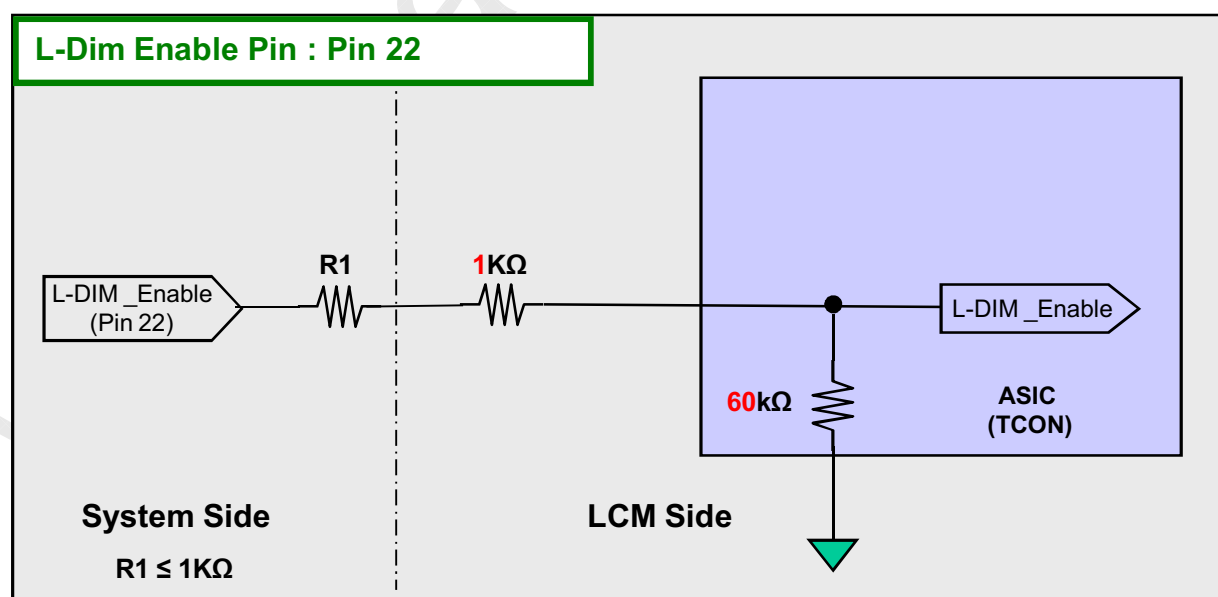 L-Dim Enable Pin : Pin 22
R1
1KΩ
L-DIM _Enable
(Pin 22)
L-DIM _Enable
60kΩ
ASIC
(TCON)
System Side
LCM Side
R1 ≤ 1KΩ